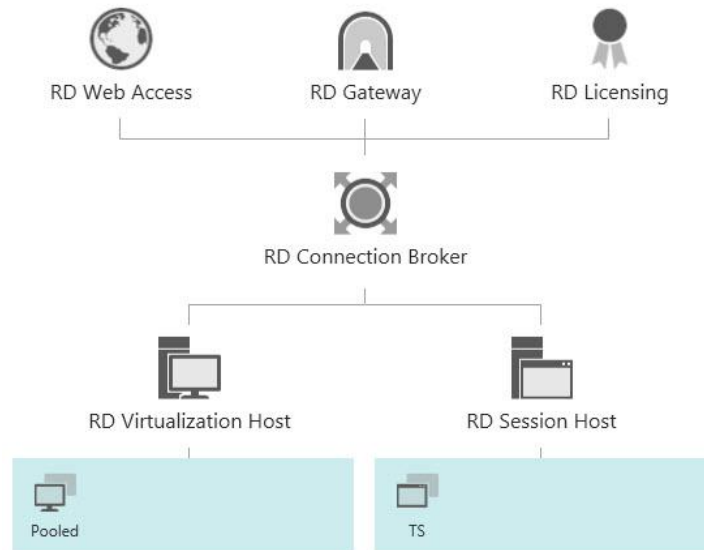 RD Web Access
RD Gateway
RD Licensing
RD Connection Broker
RD Virtualization Host
RD Session Host
Pooled
TS